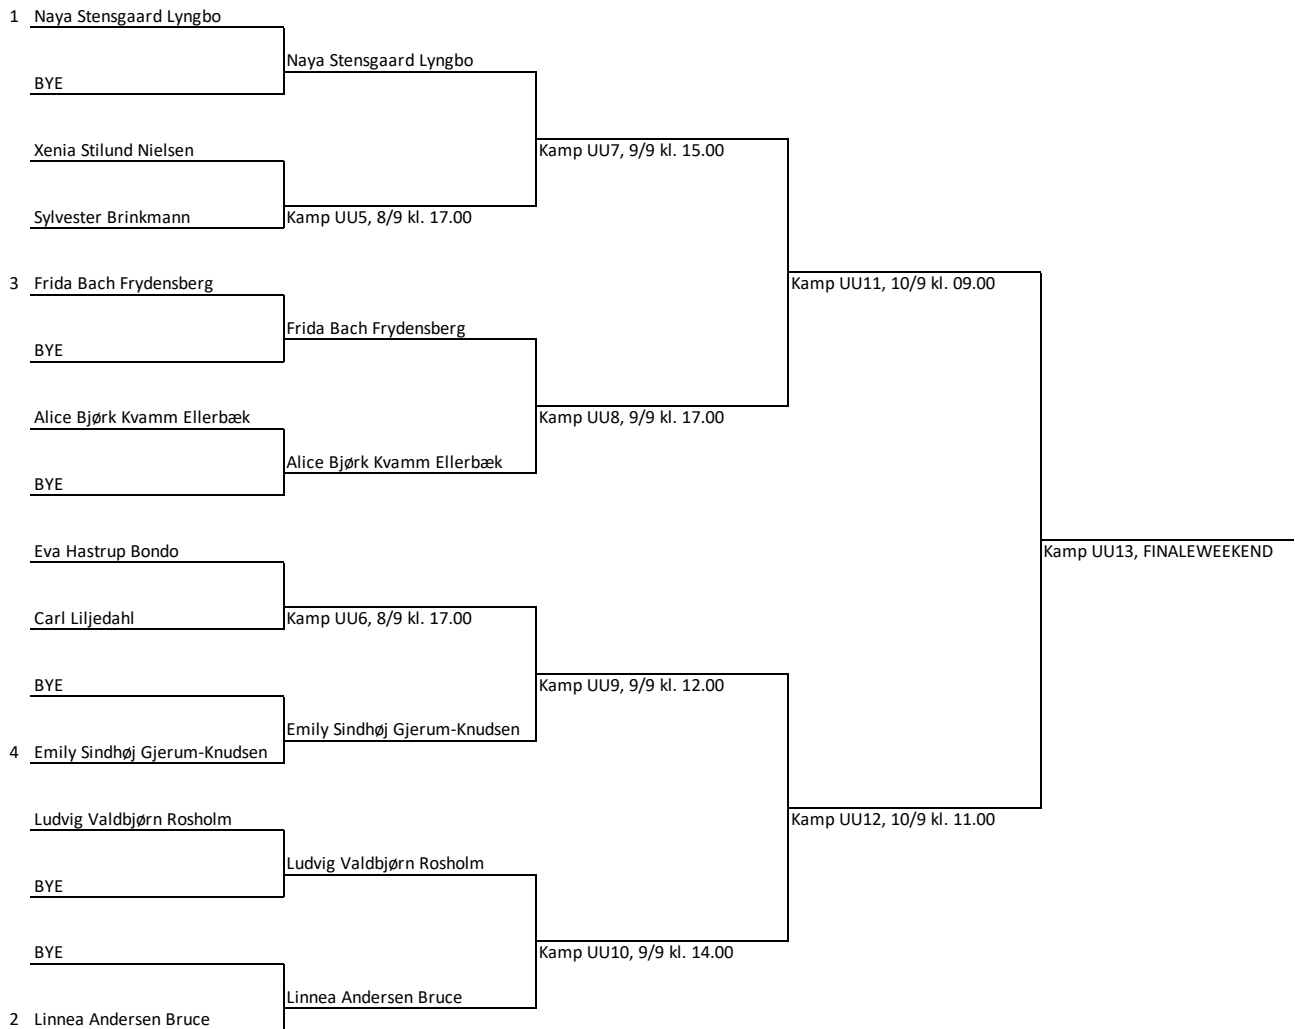 1 Naya Stensgaard Lyngbo
Naya Stensgaard Lyngbo
BYE
Xenia Stilund Nielsen
Kamp UU7, 9/9 kl. 15.00
Sylvester Brinkmann
Kamp UU5, 8/9 kl. 17.00
3 Frida Bach Frydensberg
Kamp UU11, 10/9 kl. 09.00
Frida Bach Frydensberg
BYE
Alice Bjørk Kvamm Ellerbæk
Kamp UU8, 9/9 kl. 17.00
Alice Bjørk Kvamm Ellerbæk
BYE
Eva Hastrup Bondo
Kamp UU13, FINALEWEEKEND
Carl Liljedahl
Kamp UU6, 8/9 kl. 17.00
BYE
Kamp UU9, 9/9 kl. 12.00
Emily Sindhøj Gjerum-Knudsen
4 Emily Sindhøj Gjerum-Knudsen
Ludvig Valdbjørn Rosholm
Kamp UU12, 10/9 kl. 11.00
Ludvig Valdbjørn Rosholm
BYE
BYE
Kamp UU10, 9/9 kl. 14.00
Linnea Andersen Bruce
2 Linnea Andersen Bruce